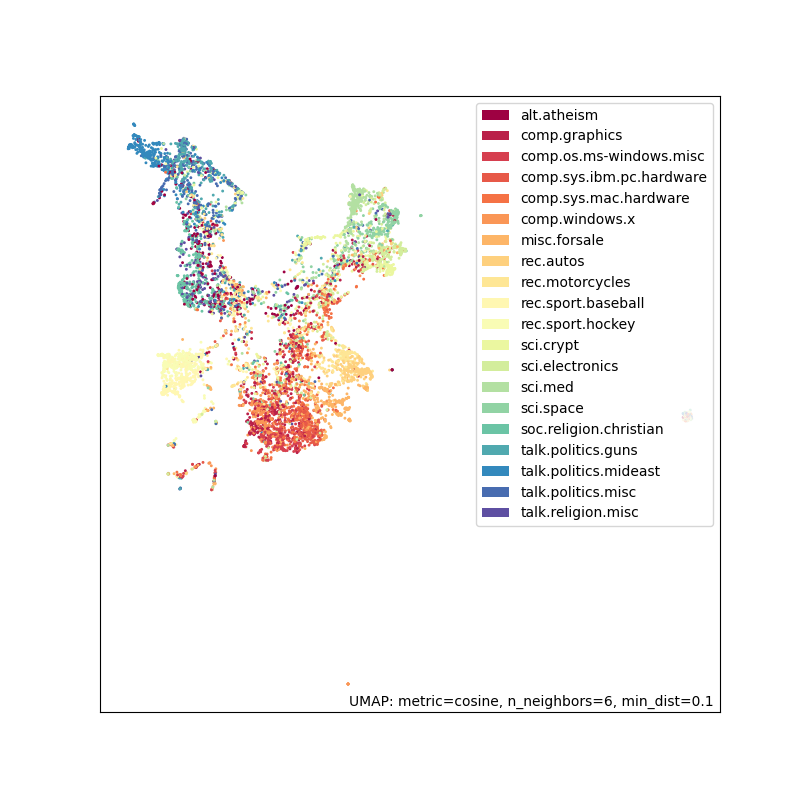 alt.atheism
comp.graphics
comp.os.ms-windows.misc
comp.sys.ibm.pc.hardware
comp.sys.mac.hardware
comp.windows.x
misc.forsale
rec.autos
rec.motorcycles
rec.sport.baseball
rec.sport.hockey
sci.crypt
sci.electronics
sci.med
sci.space
soc.religion.christian
talk.politics.guns
talk.politics.mideast
talk.politics.misc
talk.religion.misc
UMAP: metric=cosine, n_neighbors=6, min_dist=0.1